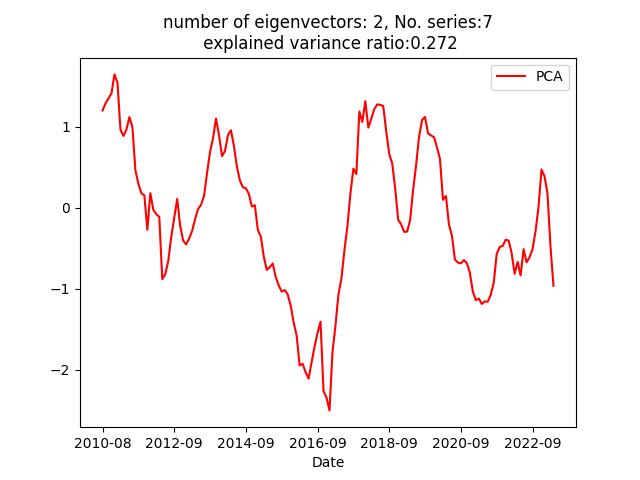 number of eigenvectors: 2, No. series:7
explained variance ratio:0.272
PCA
1
0
−1
−2
2010-08 2012-09 2014-09 2016-09 2018-09 2020-09 2022-09
Date